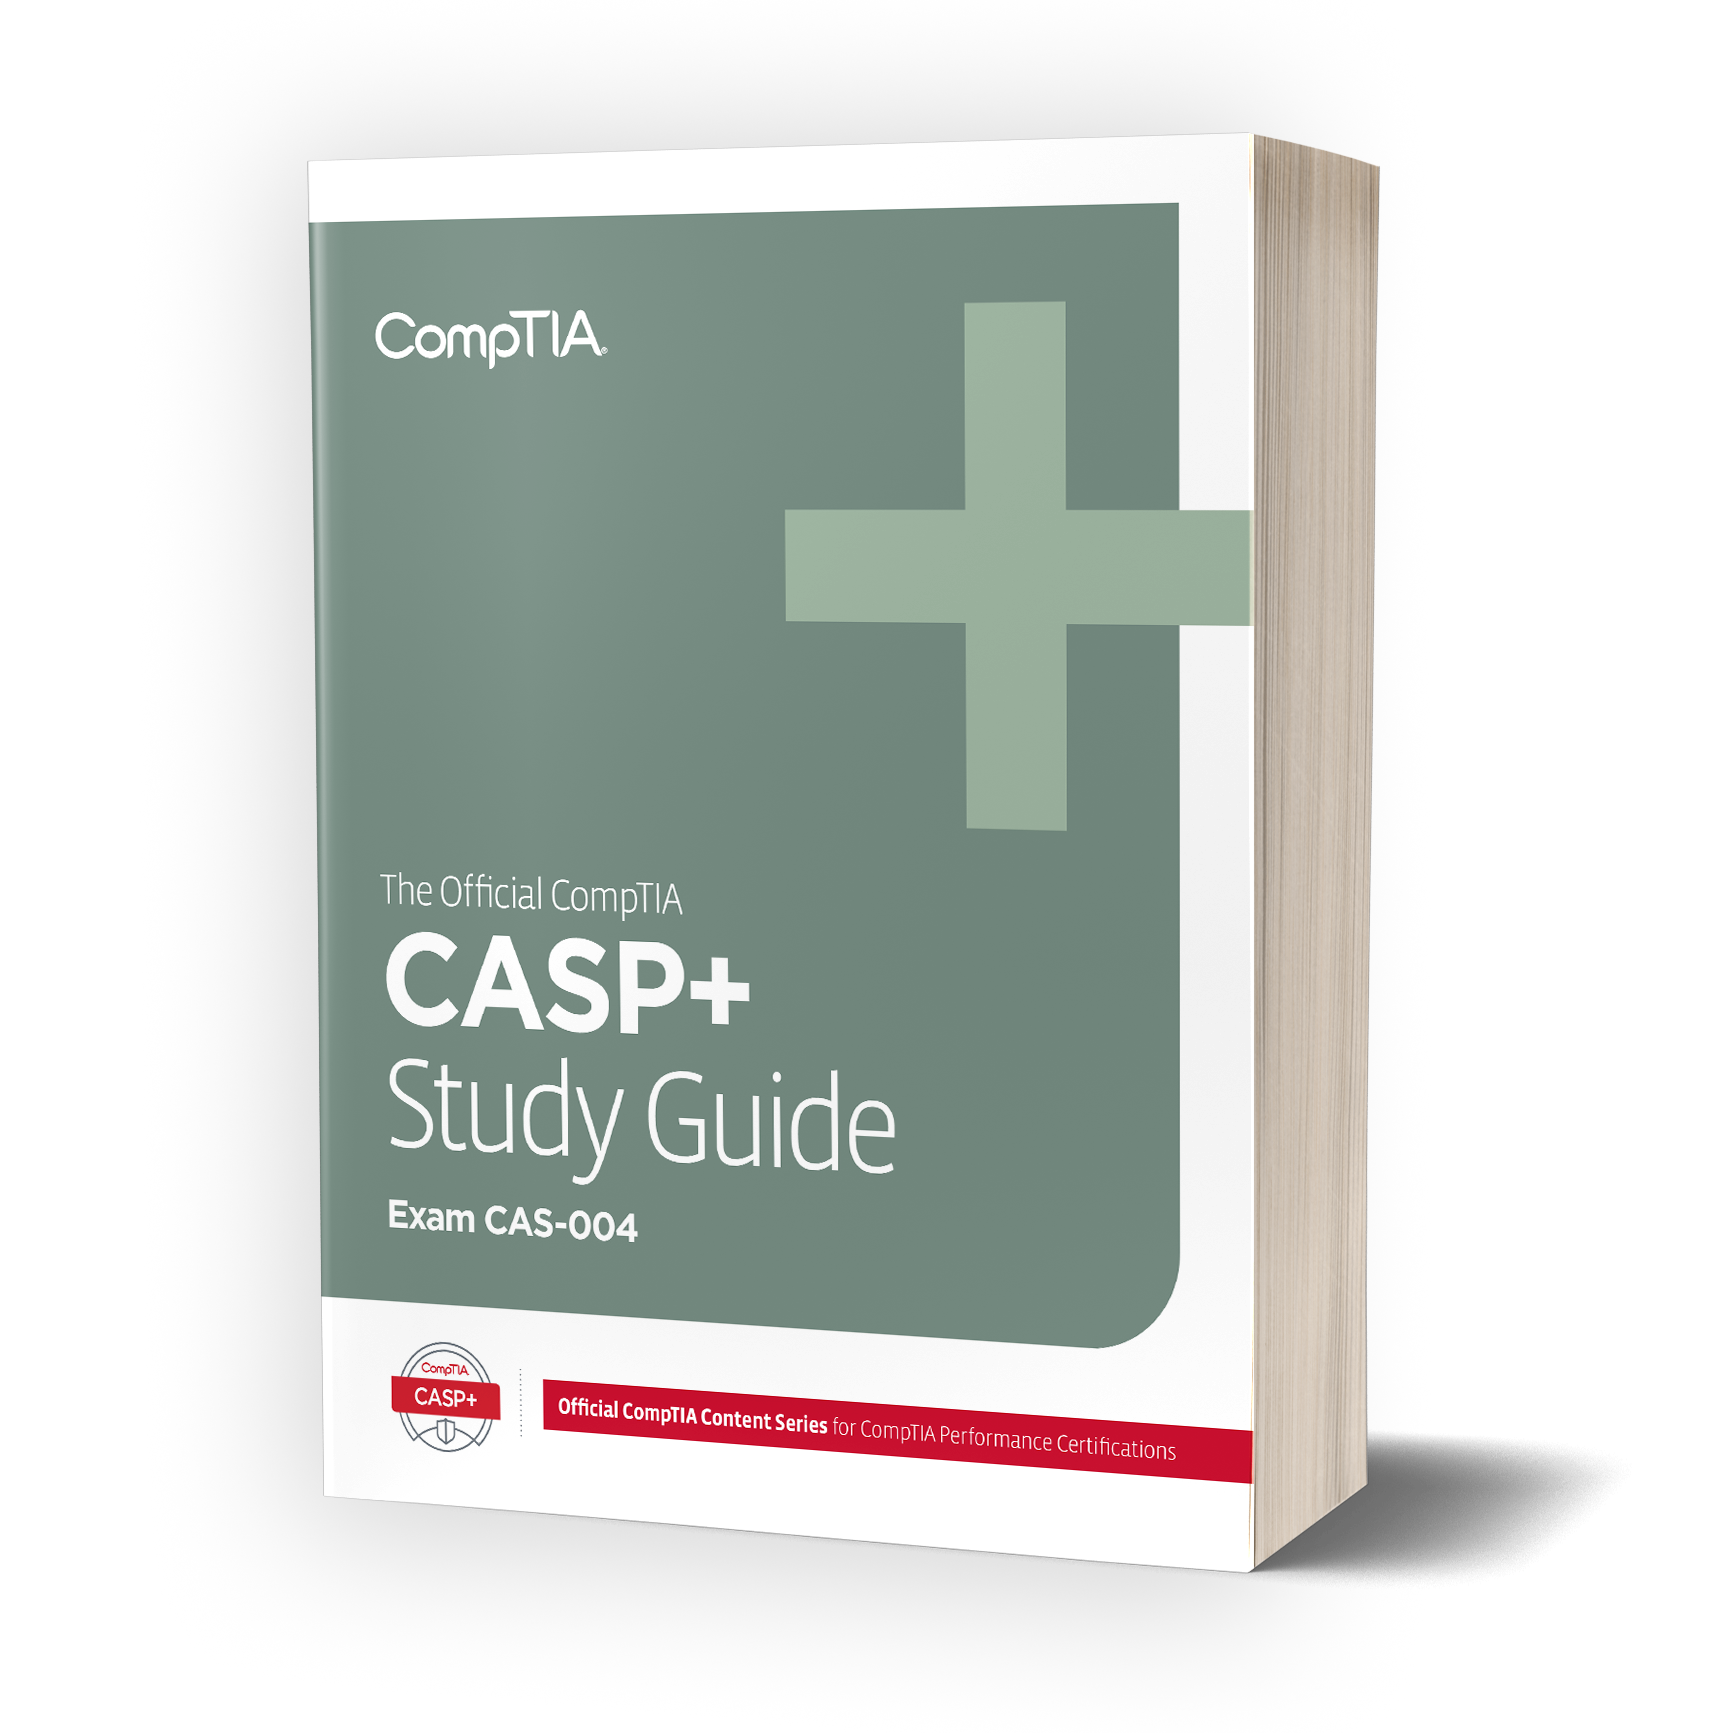 CompTIA®
The Official CompTIA
CASP+
Study Guide
Exam CAS-004
CompTIA
CASP+
Official CompTIA Content Series for CompTIA Performance Certifications